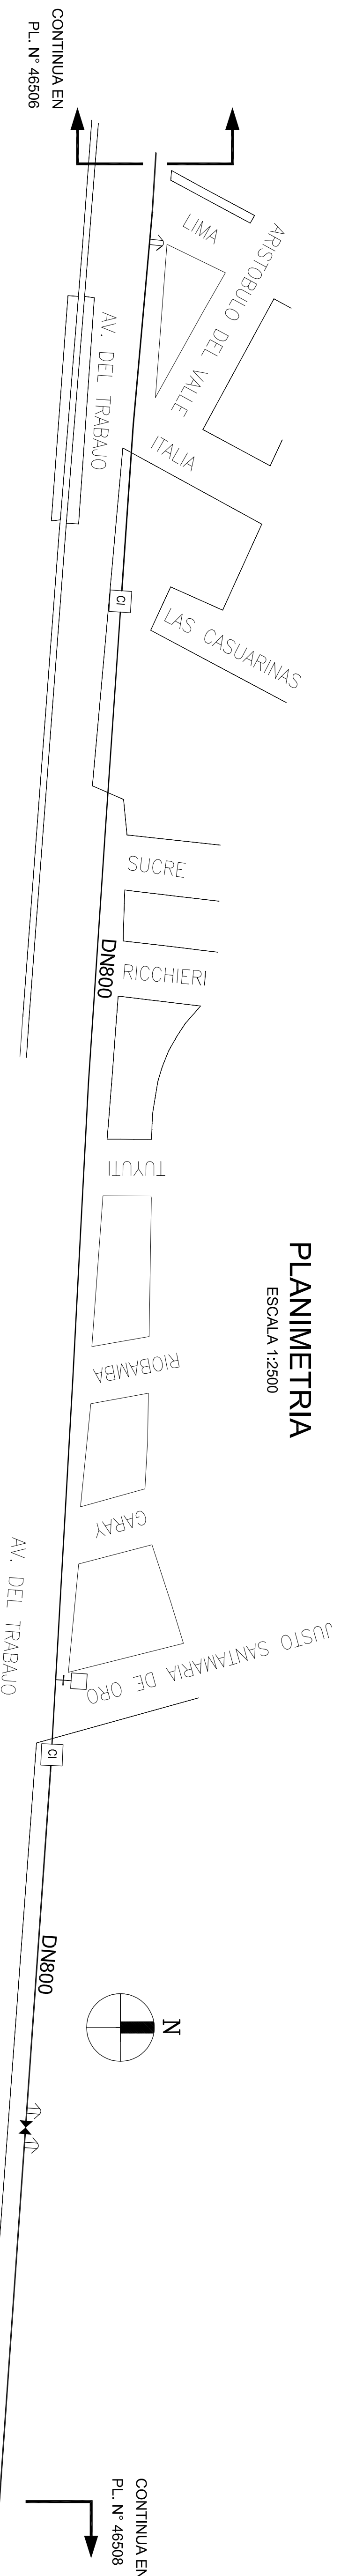 CONTINUA EN
PL. N° 46506
LIMA
ARISTOBULO DEL VALLE
ITALIA
AV. DEL TRABAJO
CI
LAS CASUARINAS
SUCRE
DN800
RICCHIERI
TUYUTI
PLANIMETRIA
ESCALA 1:2500
RIOBAMBA
GARAY
JUSTO SANTAMARIA DE ORO
AV. DEL TRABAJO
CI
DN800
N
CONTINUA EN
PL. N° 46508